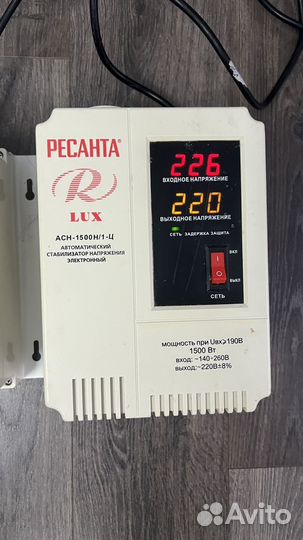 РЕСАНТА®
R
LUX
АСН-1500Н/1-Ц
АВТОМАТИЧЕСКИЙ
СТАБИЛИЗАТОР НАПРЯЖЕНИЯ
ЭЛЕКТРОННЫЙ
226
ВХОДНОЕ НАПРЯЖЕНИЕ
220
ВЫХОДНОЕ НАПРЯЖЕНИЕ
СЕТЬ ЗАДЕРЖКА ЗАЩИТА
ВКЛ
ВЫКЛ
СЕТЬ
мощность при Uвх⩾190В
1500 Вт
вход: ~140÷260В
выход: ~220В±8%
Avito